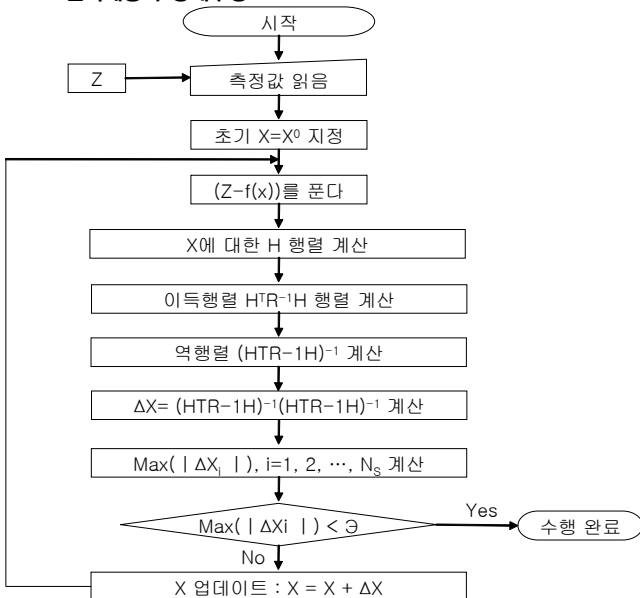 시작
Z
측정값 읽음
초기 X=X⁰ 지정
(Z-f(x))를 푼다
X에 대한 H 행렬 계산
이득행렬 HᵀR⁻¹H 행렬 계산
역행렬 (HTR-1H)⁻¹ 계산
ΔX= (HTR-1H)⁻¹(HTR-1H)⁻¹ 계산
Max(ㅣΔXᵢ ㅣ), i=1, 2, ⋯, Nₛ 계산
Max(ㅣΔXi ㅣ) < Э
Yes
수행 완료
No
X 업데이트 : X = X + ΔX